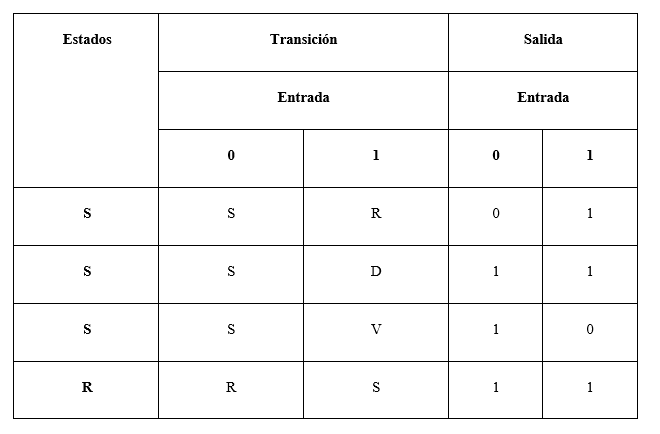 Estados Transición Salida
Entrada Entrada
0 1 0 1
S S R 0 1
S S D 1 1
S S V 1 0
R R S 1 1